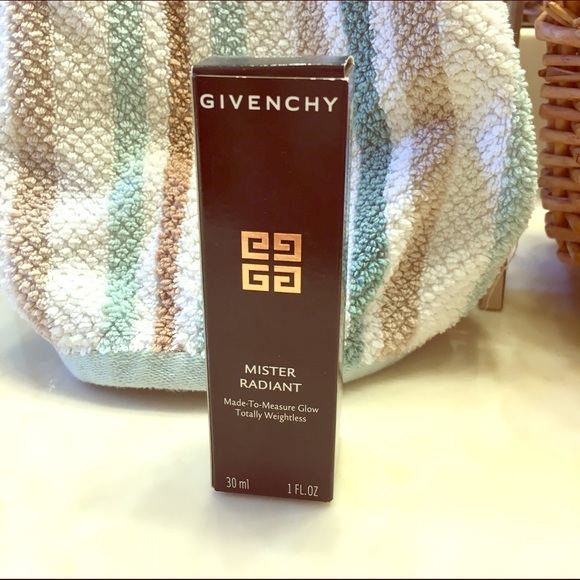 GIVENCHY
MISTER
RADIANT
Made-To-Measure Glow
Totally Weightless
30 ml 1 FL.OZ